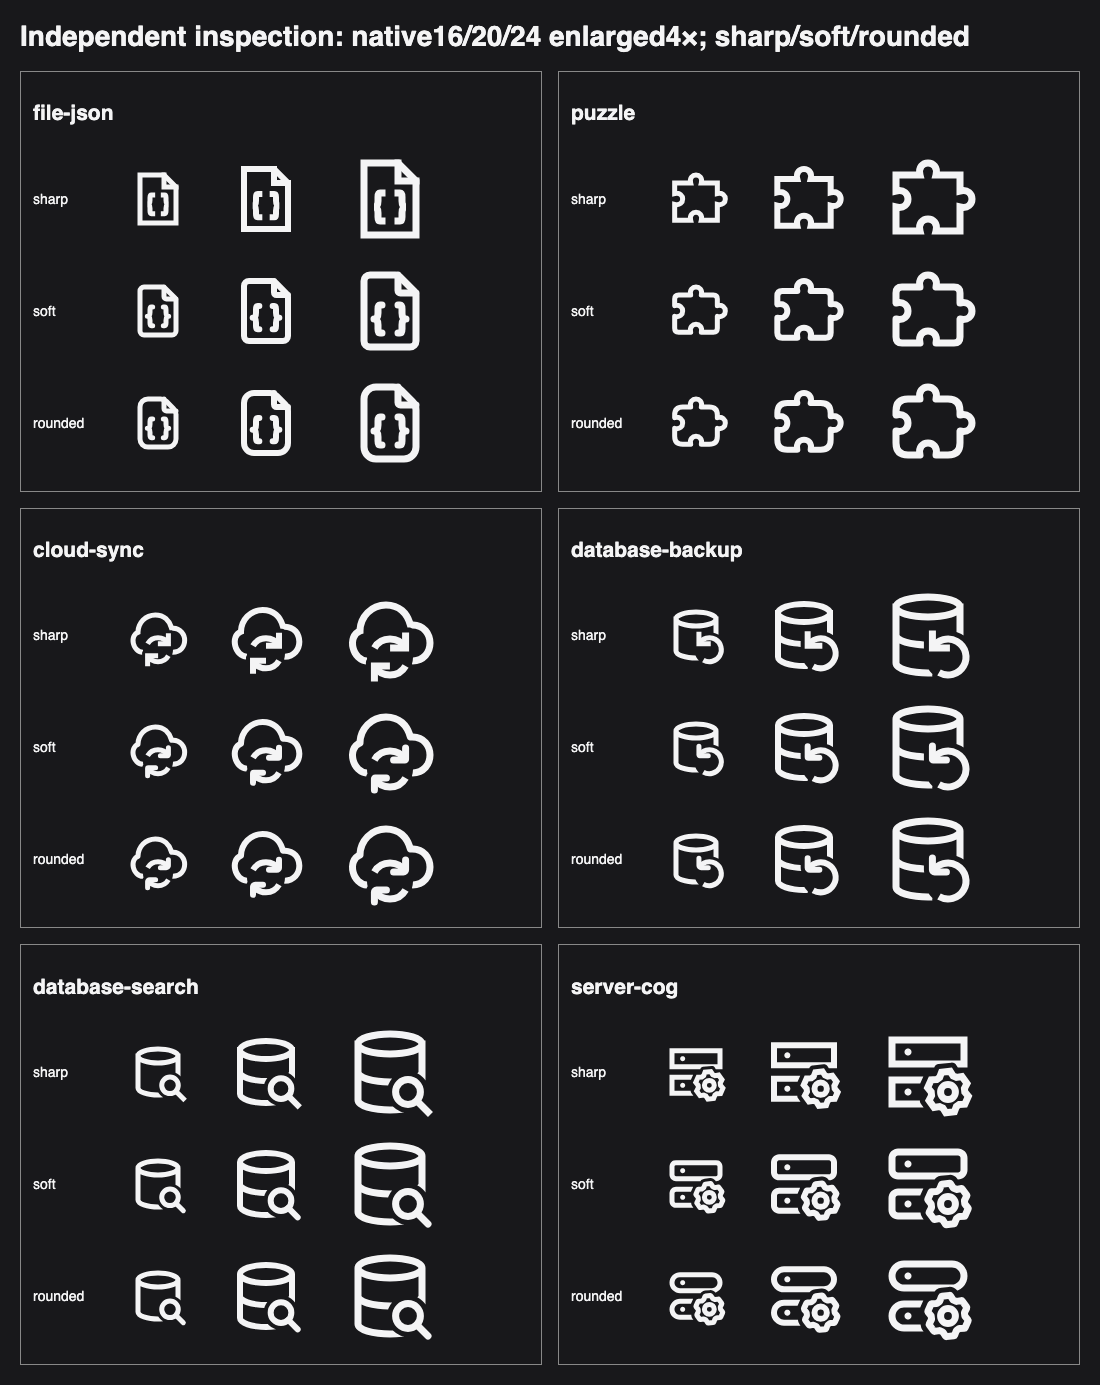 Independent inspection: native16/20/24 enlarged4×; sharp/soft/rounded
file-json
sharp
soft
rounded
puzzle
sharp
soft
rounded
cloud-sync
sharp
soft
rounded
database-backup
sharp
soft
rounded
database-search
sharp
soft
rounded
server-cog
sharp
soft
rounded